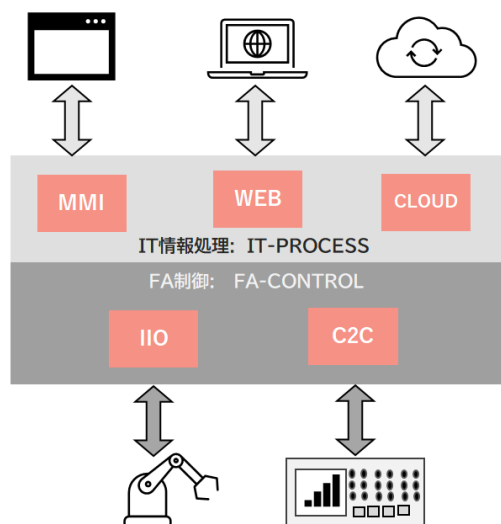 MMI
WEB
CLOUD
IT情報処理: IT-PROCESS
FA制御: FA-CONTROL
IIO
C2C